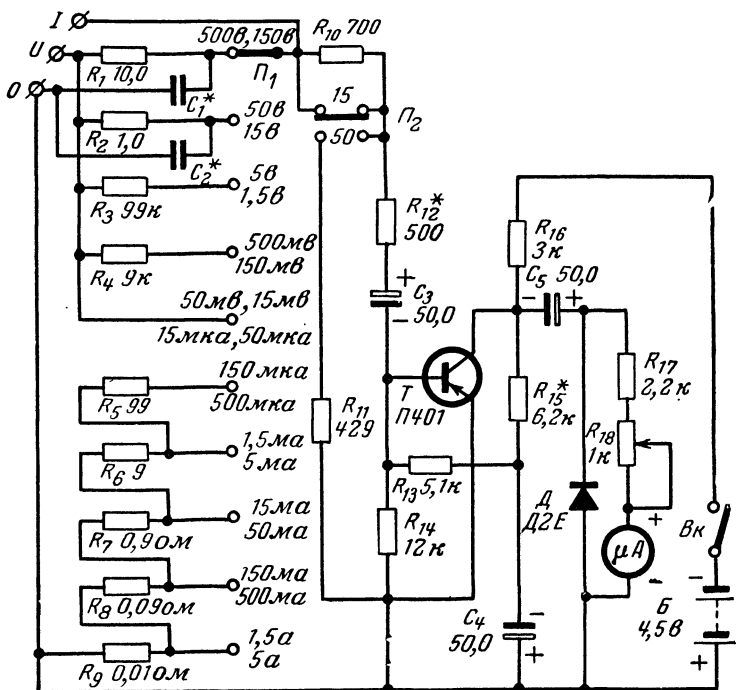 I
U
O
R1 10,0
C1*
500в, 150в
П1
R10 700
R2 1,0
C2*
50в
15в
15
50
П2
R3 99к
5в
1,5в
R4 9к
500мв
150мв
50мв, 15мв
15мка, 50мка
R12*
500
+
C3
- 50,0
R16
3к
C5 50,0
- +
R5 99
150мка
500мка
R6 9
1,5ма
5ма
R7 0,9ом
15ма
50ма
R8 0,09ом
150ма
500ма
R9 0,01ом
1,5а
5а
R11
429
T
П401
R15*
6,2к
R13 5,1к
R14
12к
C4
50,0
-
+
R17
2,2к
R18
1к
Д
Д2Е
+
μA
-
Вк
-
Б
4,5в
+